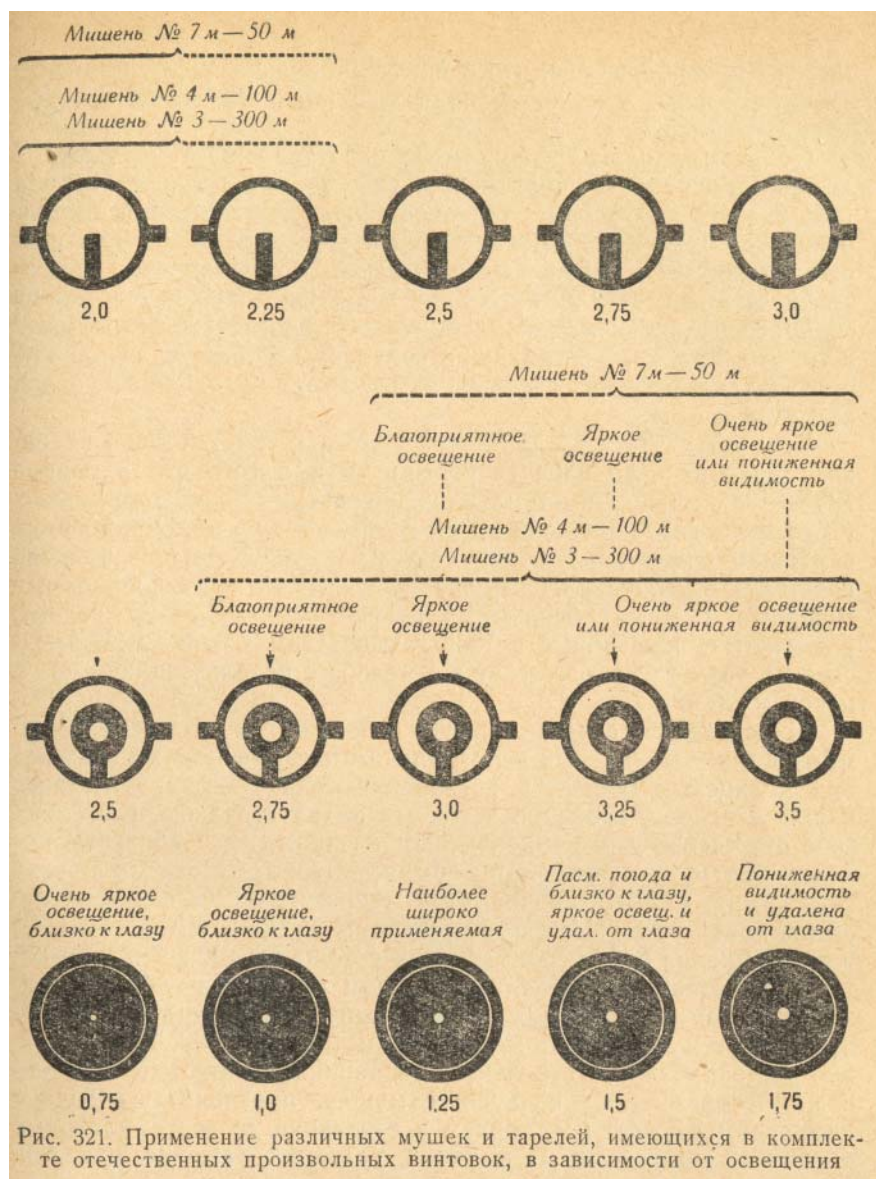 Мишень № 7 м — 50 м
Мишень № 4 м — 100 м
Мишень № 3 — 300 м
2,0
2.25
2,5
2,75
3,0
Мишень № 7 м — 50 м
Благоприятное
освещение
Яркое
освещение
Очень яркое
освещение
или пониженная
видимость
Мишень № 4 м — 100 м
Мишень № 3 — 300 м
Благоприятное
освещение
Яркое
освещение
Очень яркое освещение
или пониженная видимость
2,5
2,75
3,0
3,25
3,5
Очень яркое
освещение,
близко к глазу
Яркое
освещение,
близко к глазу
Наиболее
широко
применяемая
Пасм. погода и
близко к глазу,
яркое освещ. и
удал. от глаза
Пониженная
видимость
и удалена
от глаза
0,75
1,0
1.25
1,5
1,75
Рис. 321. Применение различных мушек и тарелей, имеющихся в комплек-
те отечественных произвольных винтовок, в зависимости от освещения